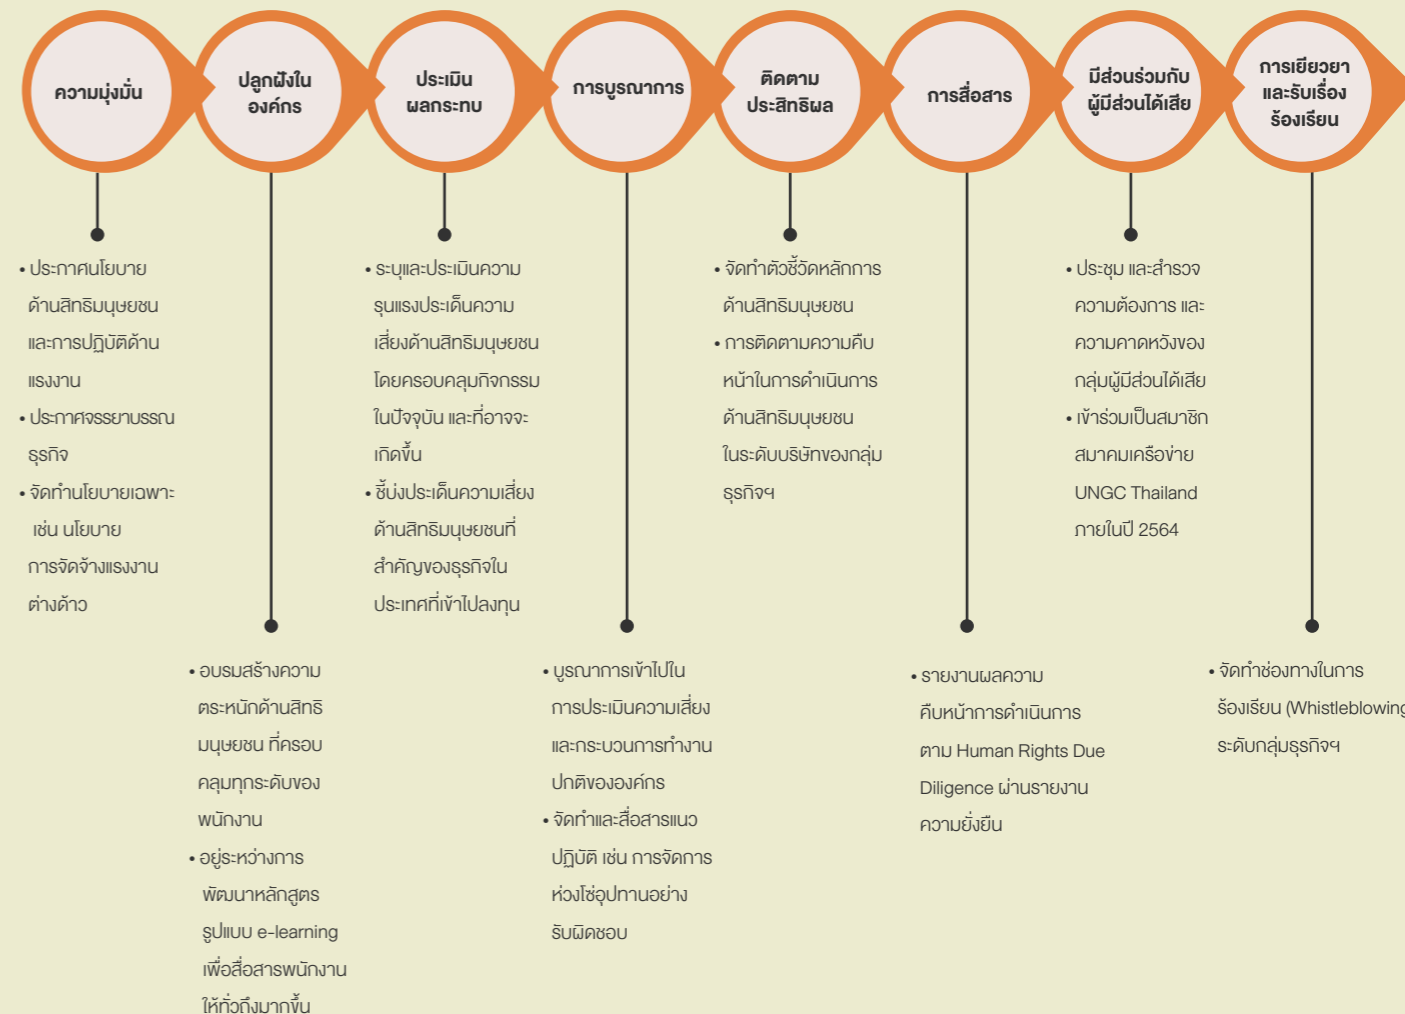 ความมุ่งมั่น
ปลูกฝังใน
องค์กร
ประเมิน
ผลกระทบ
การบูรณาการ
ติดตาม
ประสิทธิผล
การสื่อสาร
มีส่วนร่วมกับ
ผู้มีส่วนได้เสีย
การเยียวยา
และรับเรื่อง
ร้องเรียน
• ประกาศนโยบาย
ด้านสิทธิมนุษยชน
และการปฏิบัติด้าน
แรงงาน
• ประกาศจรรยาบรรณ
ธุรกิจ
• จัดทำนโยบายเฉพาะ
เช่น นโยบาย
การจัดจ้างแรงงาน
ต่างด้าว
• อบรมสร้างความ
ตระหนักด้านสิทธิ
มนุษยชน ที่ครอบ
คลุมทุกระดับของ
พนักงาน
• อยู่ระหว่างการ
พัฒนาหลักสูตร
รูปแบบ e-learning
เพื่อสื่อสารพนักงาน
ให้ทั่วถึงมากขึ้น
• ระบุและประเมินความ
รุนแรงประเด็นความ
เสี่ยงด้านสิทธิมนุษยชน
โดยครอบคลุมกิจกรรม
ในปัจจุบัน และที่อาจจะ
เกิดขึ้น
• ชี้บ่งประเด็นความเสี่ยง
ด้านสิทธิมนุษยชนที่
สำคัญของธุรกิจใน
ประเทศที่เข้าไปลงทุน
• บูรณาการเข้าไปใน
การประเมินความเสี่ยง
และกระบวนการทำงาน
ปกติขององค์กร
• จัดทำและสื่อสารแนว
ปฏิบัติ เช่น การจัดการ
ห่วงโซ่อุปทานอย่าง
รับผิดชอบ
• จัดทำตัวชี้วัดหลักการ
ด้านสิทธิมนุษยชน
• การติดตามความคืบ
หน้าในการดำเนินการ
ด้านสิทธิมนุษยชน
ในระดับบริษัทของกลุ่ม
ธุรกิจฯ
• รายงานผลความ
คืบหน้าการดำเนินการ
ตาม Human Rights Due
Diligence ผ่านรายงาน
ความยั่งยืน
• ประชุม และสำรวจ
ความต้องการ และ
ความคาดหวังของ
กลุ่มผู้มีส่วนได้เสีย
• เข้าร่วมเป็นสมาชิก
สมาคมเครือข่าย
UNGC Thailand
ภายในปี 2564
• จัดทำช่องทางในการ
ร้องเรียน (Whistleblowing
ระดับกลุ่มธุรกิจฯ